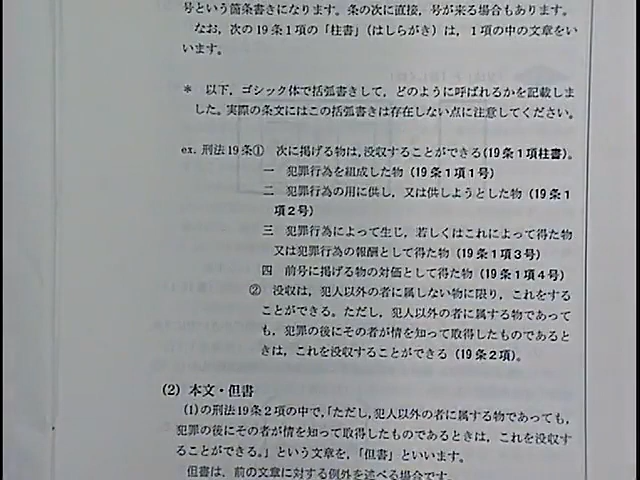 号という箇条書きになります。条の次に直接，号が来る場合もあります。
なお，次の19条1項の「柱書」（はしらがき）は，1項の中の文章をい
います。
＊ 以下，ゴシック体で括弧書きして，どのように呼ばれるかを記載しま
した。実際の条文にはこの括弧書きは存在しない点に注意してください。
ex. 刑法19条① 次に掲げる物は，没収することができる（19条1項柱書）。
一 犯罪行為を組成した物（19条1項1号）
二 犯罪行為の用に供し，又は供しようとした物（19条1
項2号）
三 犯罪行為によって生じ，若しくはこれによって得た物
又は犯罪行為の報酬として得た物（19条1項3号）
四 前号に掲げる物の対価として得た物（19条1項4号）
② 没収は，犯人以外の者に属しない物に限り，これをする
ことができる。ただし，犯人以外の者に属する物であって
も，犯罪の後にその者が情を知って取得したものであると
きは，これを没収することができる（19条2項）。
(2) 本文・但書
(1)の刑法19条2項の中で，「ただし，犯人以外の者に属する物であっても，
犯罪の後にその者が情を知って取得したものであるときは，これを没収す
ることができる。」という文章を，「但書」といいます。
但書は，前の文章に対する例外を述べる場合です。